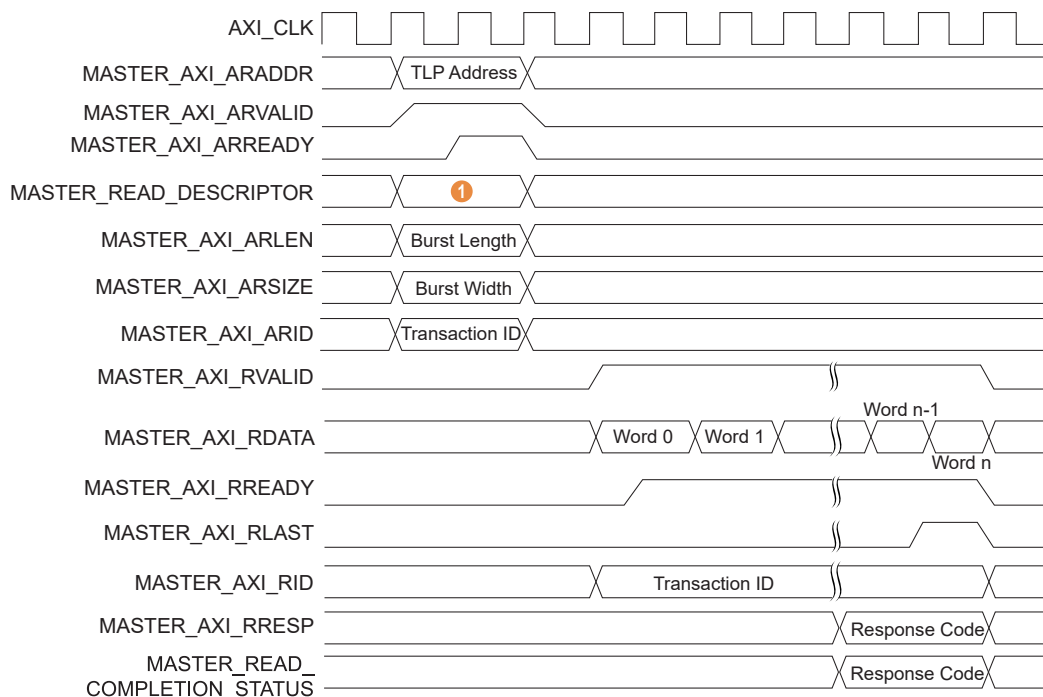 AXI_CLK
MASTER_AXI_ARADDR
TLP Address
MASTER_AXI_ARVALID
MASTER_AXI_ARREADY
MASTER_READ_DESCRIPTOR
1
MASTER_AXI_ARLEN
Burst Length
MASTER_AXI_ARSIZE
Burst Width
MASTER_AXI_ARID
Transaction ID
MASTER_AXI_RVALID
Word n-1
MASTER_AXI_RDATA
Word 0
Word 1
Word n
MASTER_AXI_RREADY
MASTER_AXI_RLAST
MASTER_AXI_RID
Transaction ID
MASTER_AXI_RRESP
Response Code
MASTER_READ_
COMPLETION_STATUS
Response Code